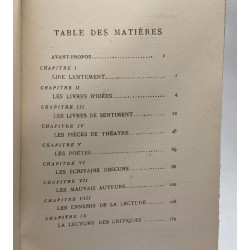 TABLE DES MATIÈRES
AVANT-PROPOS
CHAPITRE I
LIRE LENTEMENT
CHAPITRE II
LES LIVRES D'IDÉES 4
CHAPITRE III
LES LIVRES DE SENTIMENT
CHAPITRE IV
LES PIÈCES DE THÉATRE
CHAPITRE V
LES POÈTES
CHAPITRE VI
LES ÉCRIVAINS OBSCURS
CHAPITRE VII
LES MAUVAIS AUTEURS
CHAPITRE VIII
LES ENNEMIS DE LA LECTURE
CHAPITRE IX
LA LECTURE DES CRITIQUES